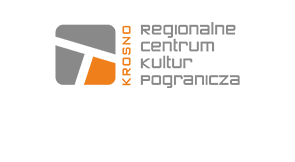 KROSNO
Regionalne
centrum
kultur
pogranicza